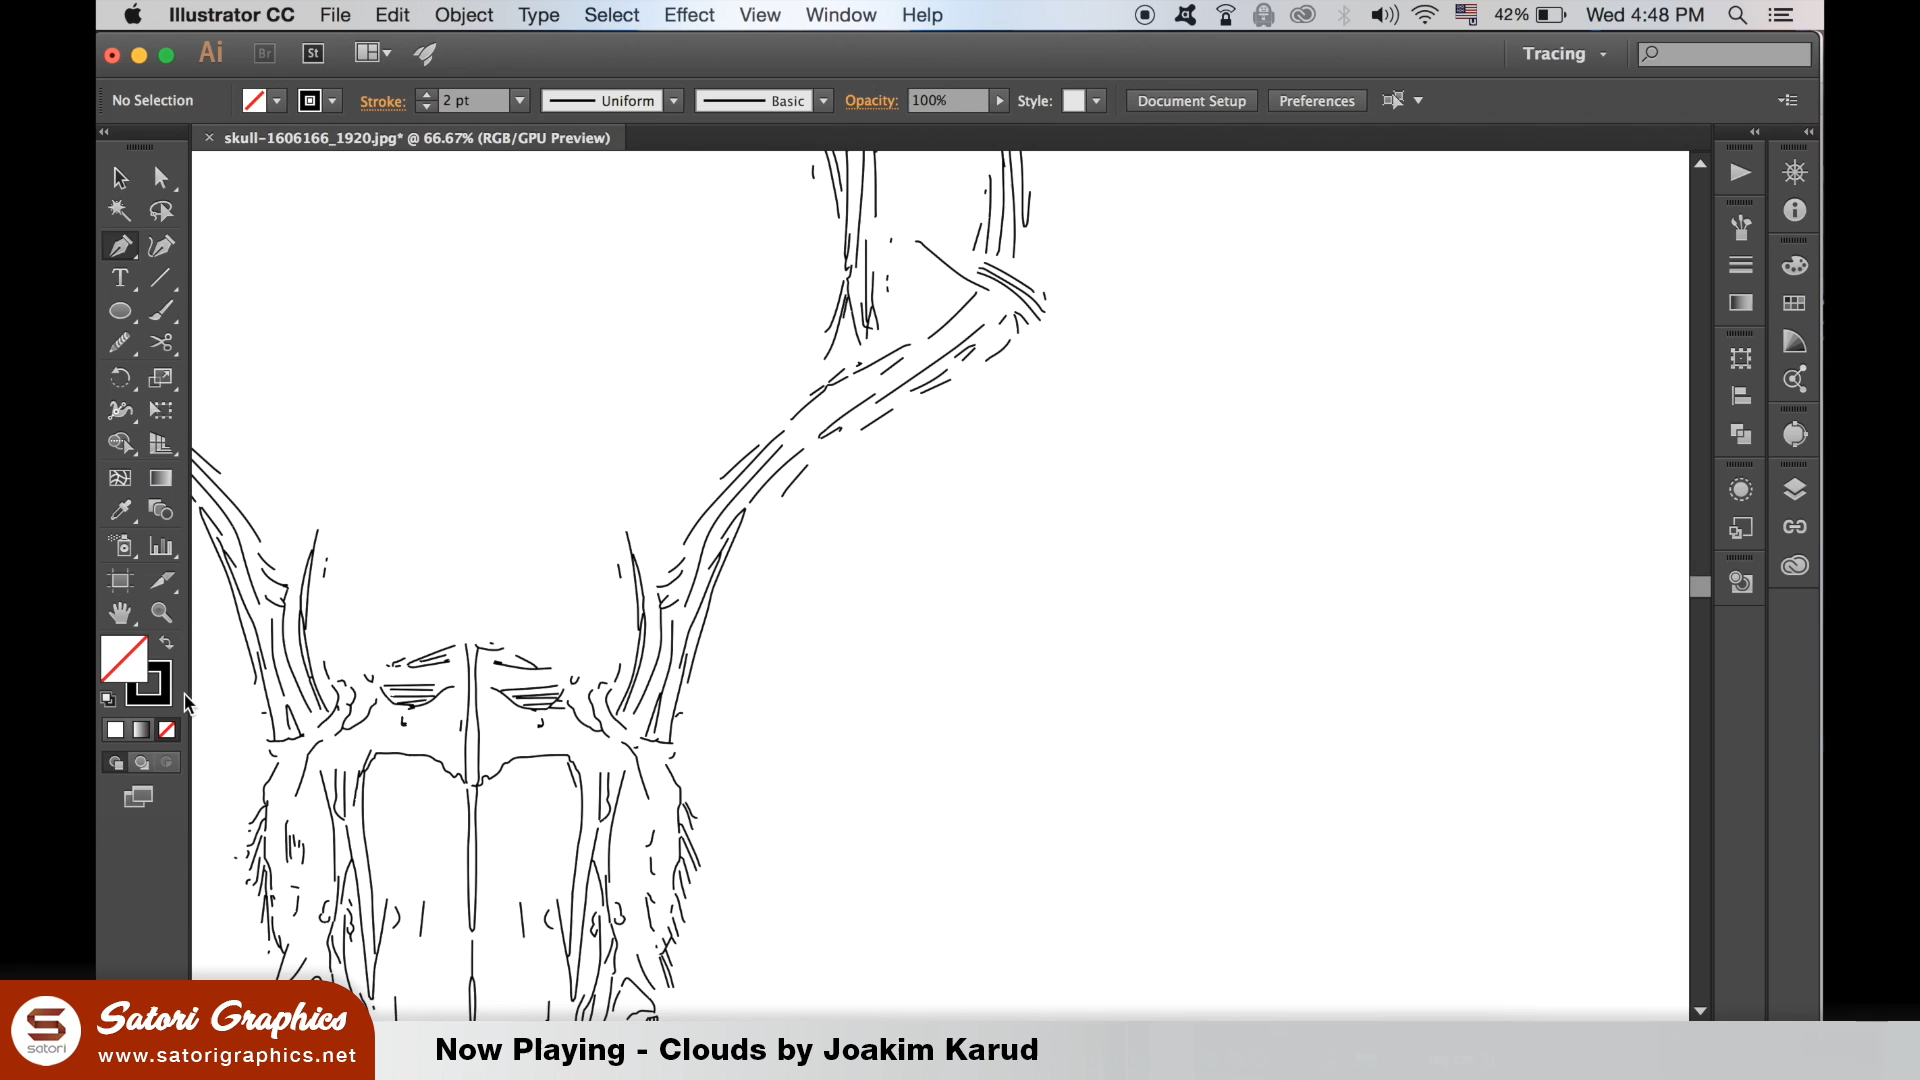 Illustrator CC File Edit Object Type Select Effect View Window Help 42% Wed 4:48 PM
Ai Br St Tracing
No Selection Stroke: 2 pt Uniform Basic Opacity: 100% Style: Document Setup Preferences
× skull-1606166_1920.jpg* @ 66.67% (RGB/GPU Preview)
T
Satori Graphics
satori
www.satorigraphics.net
Now Playing - Clouds by Joakim Karud